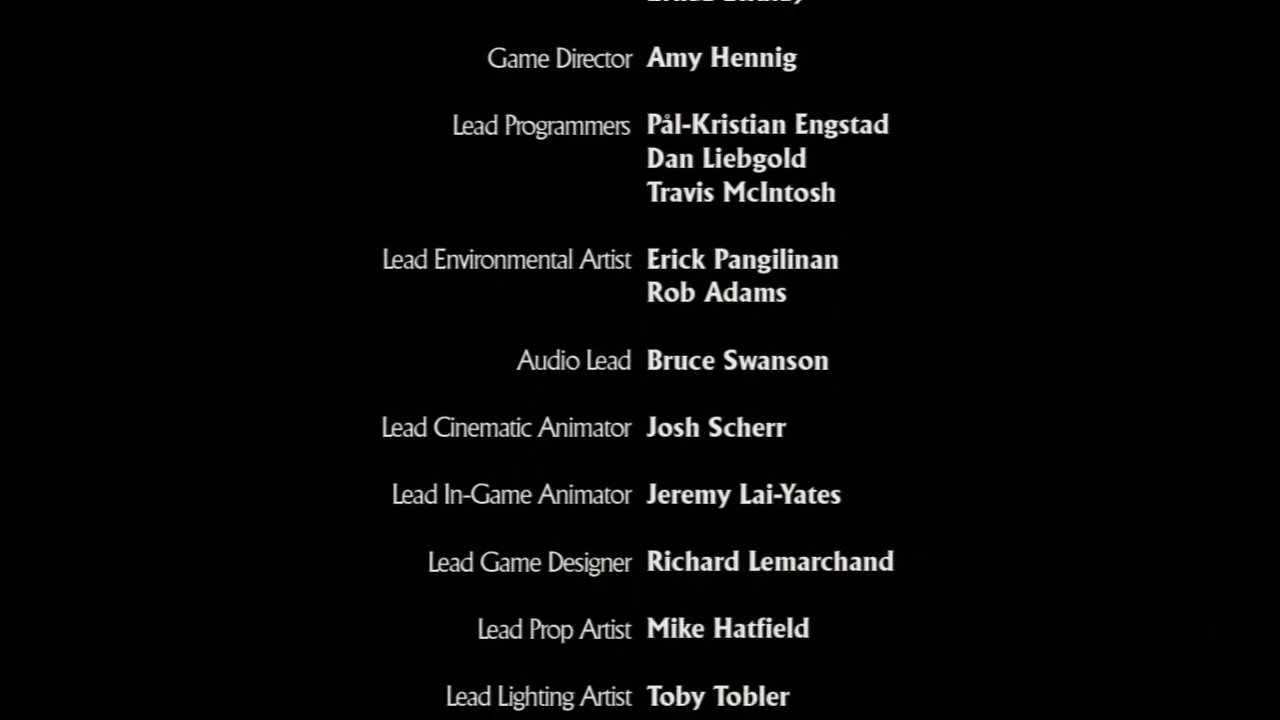 Game Director Amy Hennig
Lead Programmers Pål-Kristian Engstad
Dan Liebgold
Travis McIntosh
Lead Environmental Artist Erick Pangilinan
Rob Adams
Audio Lead Bruce Swanson
Lead Cinematic Animator Josh Scherr
Lead In-Game Animator Jeremy Lai-Yates
Lead Game Designer Richard Lemarchand
Lead Prop Artist Mike Hatfield
Lead Lighting Artist Toby Tobler